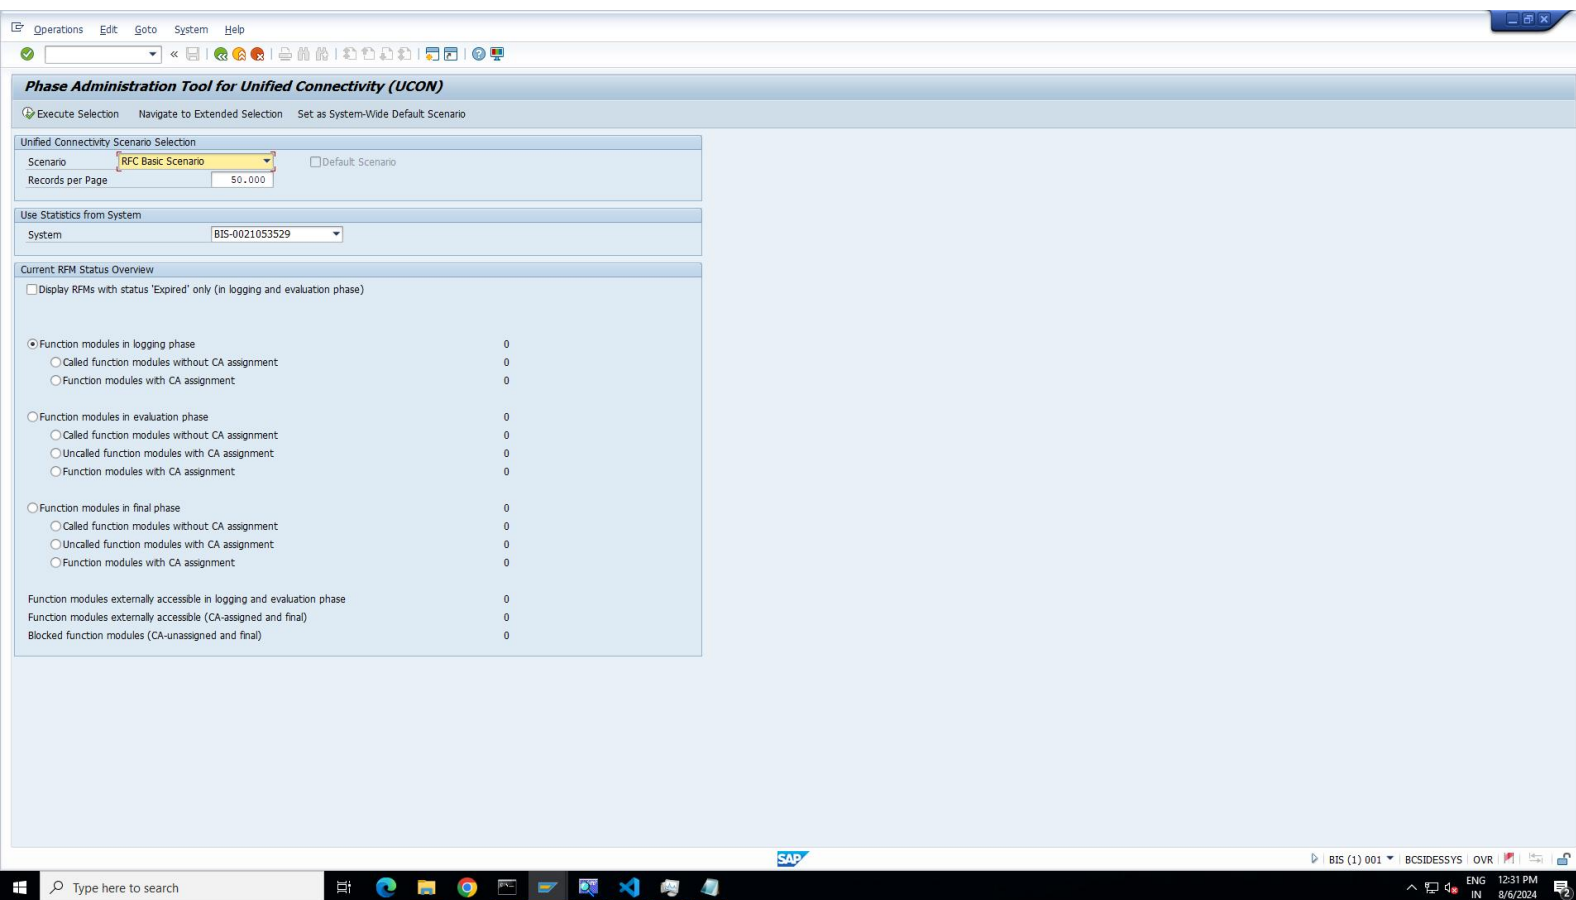 Operations Edit Goto System Help
Phase Administration Tool for Unified Connectivity (UCON)
Execute Selection Navigate to Extended Selection Set as System-Wide Default Scenario
Unified Connectivity Scenario Selection
Scenario RFC Basic Scenario Default Scenario
Records per Page 50.000
Use Statistics from System
System BIS-0021053529
Current RFM Status Overview
Display RFMs with status 'Expired' only (in logging and evaluation phase)
Function modules in logging phase 0
Called function modules without CA assignment 0
Function modules with CA assignment 0
Function modules in evaluation phase 0
Called function modules without CA assignment 0
Uncalled function modules with CA assignment 0
Function modules with CA assignment 0
Function modules in final phase 0
Called function modules without CA assignment 0
Uncalled function modules with CA assignment 0
Function modules with CA assignment 0
Function modules externally accessible in logging and evaluation phase 0
Function modules externally accessible (CA-assigned and final) 0
Blocked function modules (CA-unassigned and final) 0
SAP BIS (1) 001 BCSIDESSYS OVR
Type here to search ENG 12:31 PM
IN 8/6/2024 2